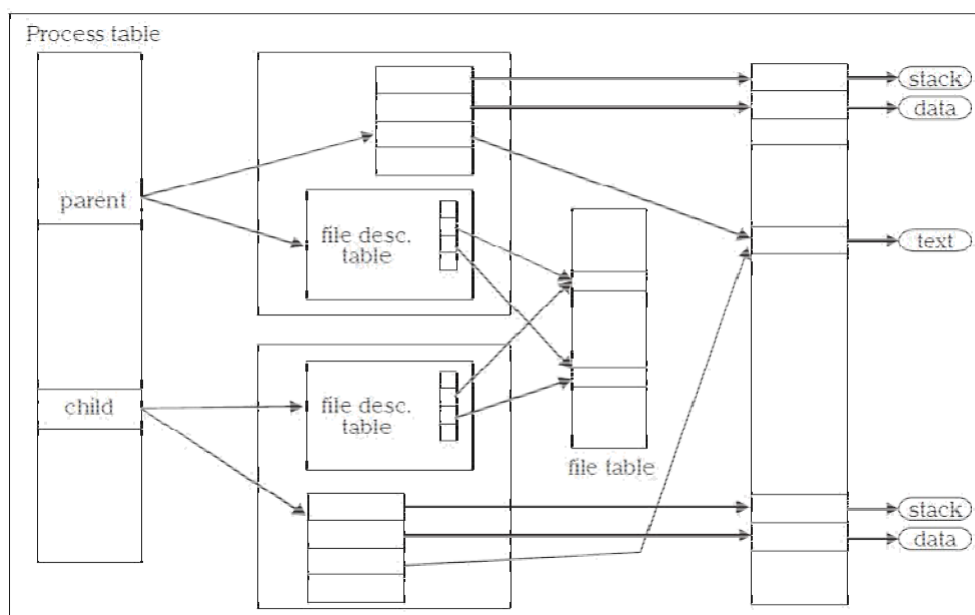 Process table
stack
data
parent
file desc.
table
text
child
file desc.
table
file table
stack
data